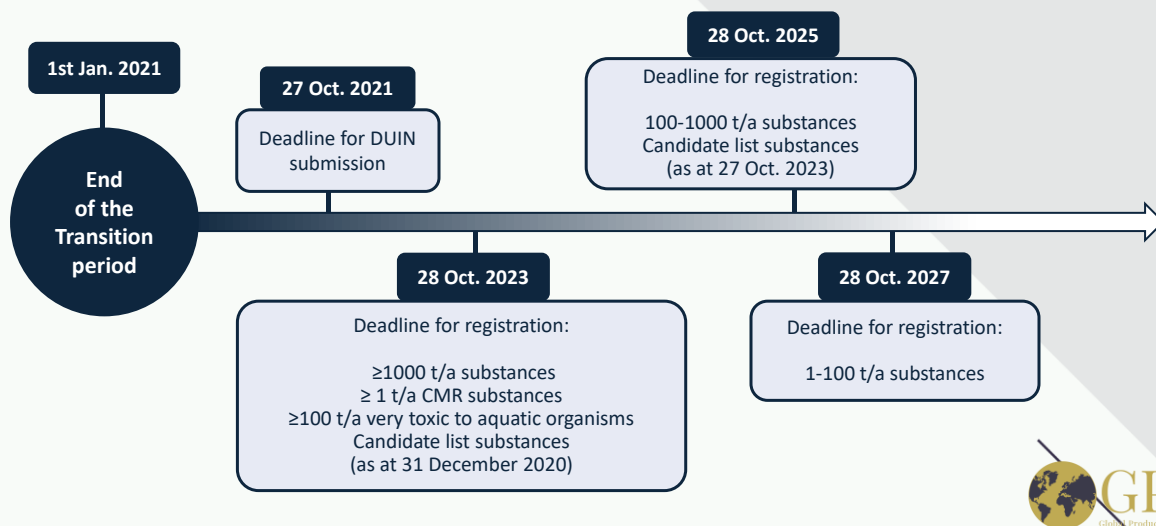 1st Jan. 2021
End
of the
Transition
period
27 Oct. 2021
Deadline for DUIN
submission
28 Oct. 2023
Deadline for registration:
≥1000 t/a substances
≥ 1 t/a CMR substances
≥100 t/a very toxic to aquatic organisms
Candidate list substances
(as at 31 December 2020)
28 Oct. 2025
Deadline for registration:
100-1000 t/a substances
Candidate list substances
(as at 27 Oct. 2023)
28 Oct. 2027
Deadline for registration:
1-100 t/a substances
Global